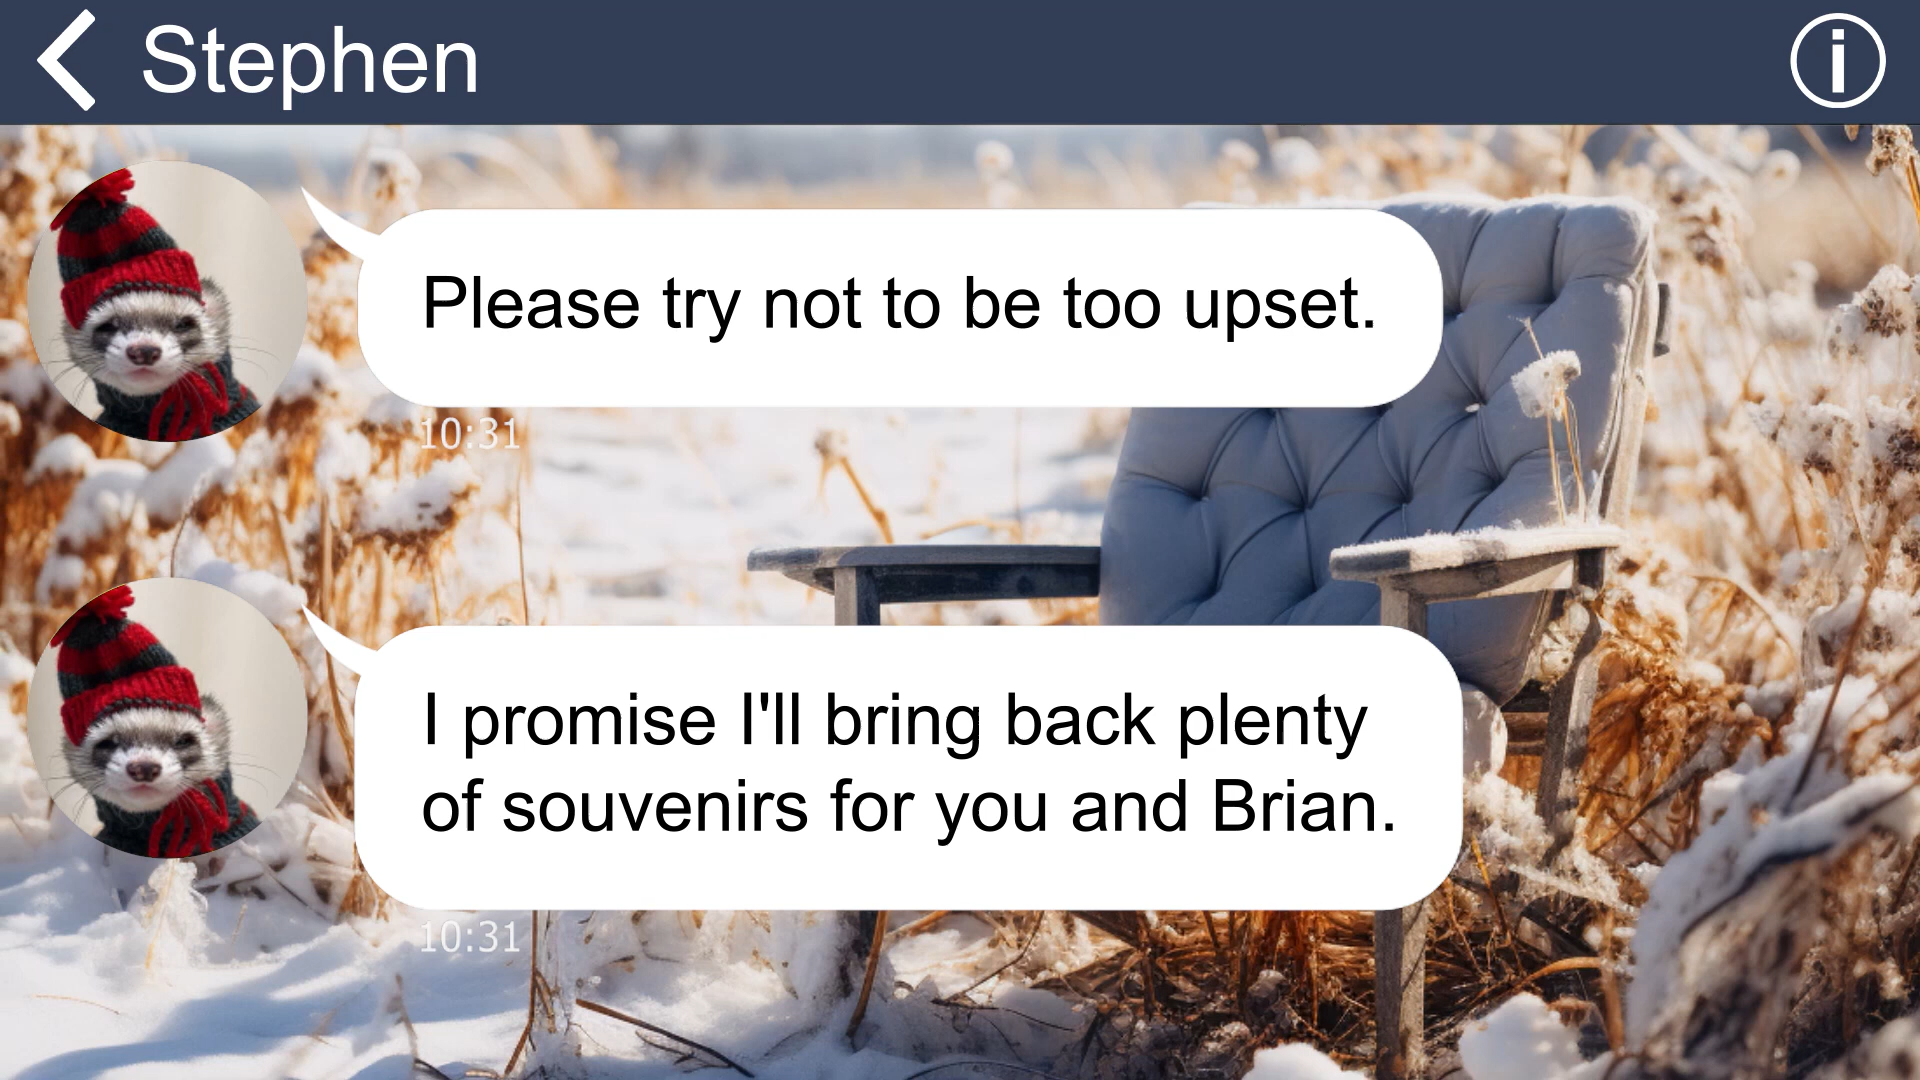 Stephen
Please try not to be too upset.
10:31
I promise I'll bring back plenty
of souvenirs for you and Brian.
10:31